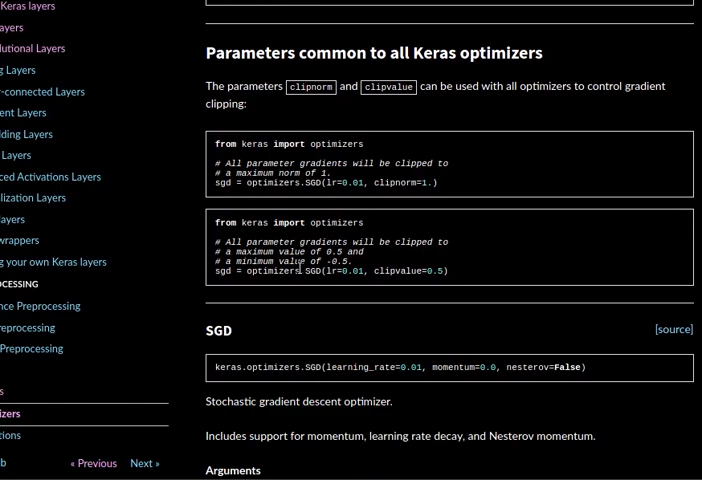 Keras layers
ayers
lutional Layers
g Layers
-connected Layers
ent Layers
lding Layers
Layers
ced Activations Layers
lization Layers
ayers
wrappers
g your own Keras layers
OCESSING
nce Preprocessing
reprocessing
Preprocessing
s
izers
tions
b
« Previous
Next »
Parameters common to all Keras optimizers
The parameters clipnorm and clipvalue can be used with all optimizers to control gradient
clipping:
from keras import optimizers
# All parameter gradients will be clipped to
# a maximum norm of 1.
sgd = optimizers.SGD(lr=0.01, clipnorm=1.)
from keras import optimizers
# All parameter gradients will be clipped to
# a maximum value of 0.5 and
# a minimum value of -0.5.
sgd = optimizers.SGD(lr=0.01, clipvalue=0.5)
SGD
[source]
keras.optimizers.SGD(learning_rate=0.01, momentum=0.0, nesterov=False)
Stochastic gradient descent optimizer.
Includes support for momentum, learning rate decay, and Nesterov momentum.
Arguments